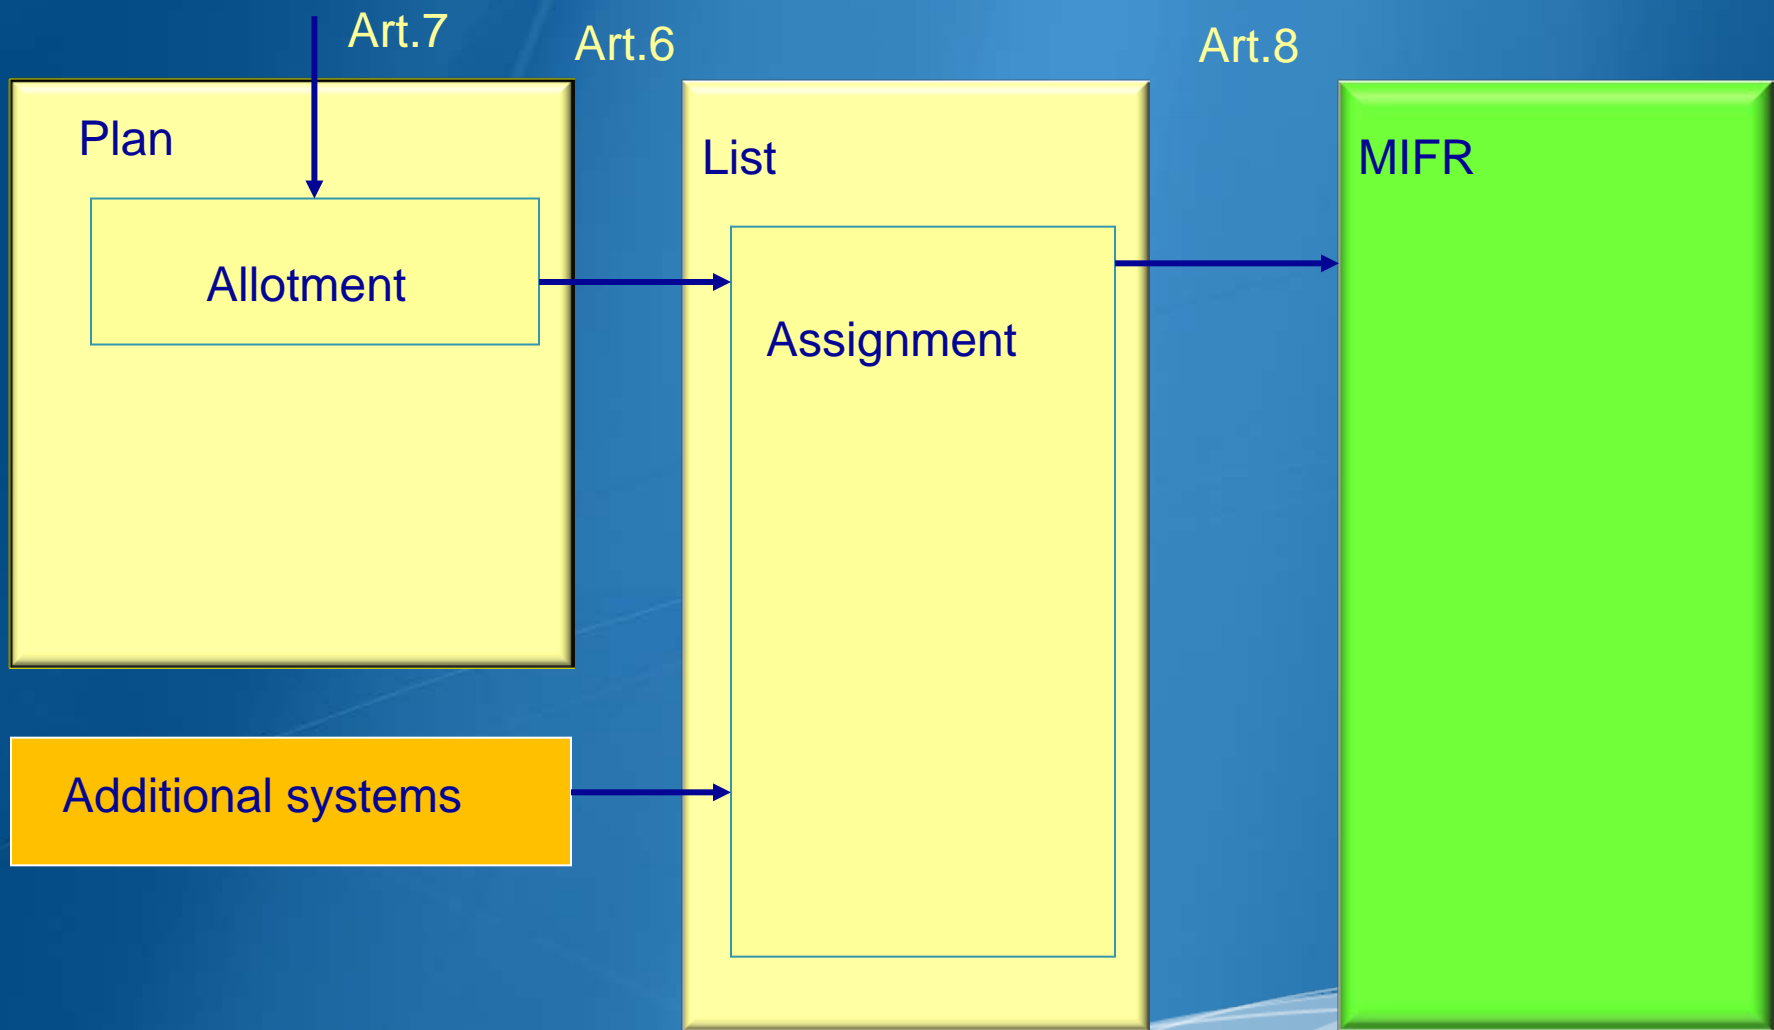 Art.7
Art.6
Art.8
Plan
List
MIFR
Allotment
Assignment
Additional systems